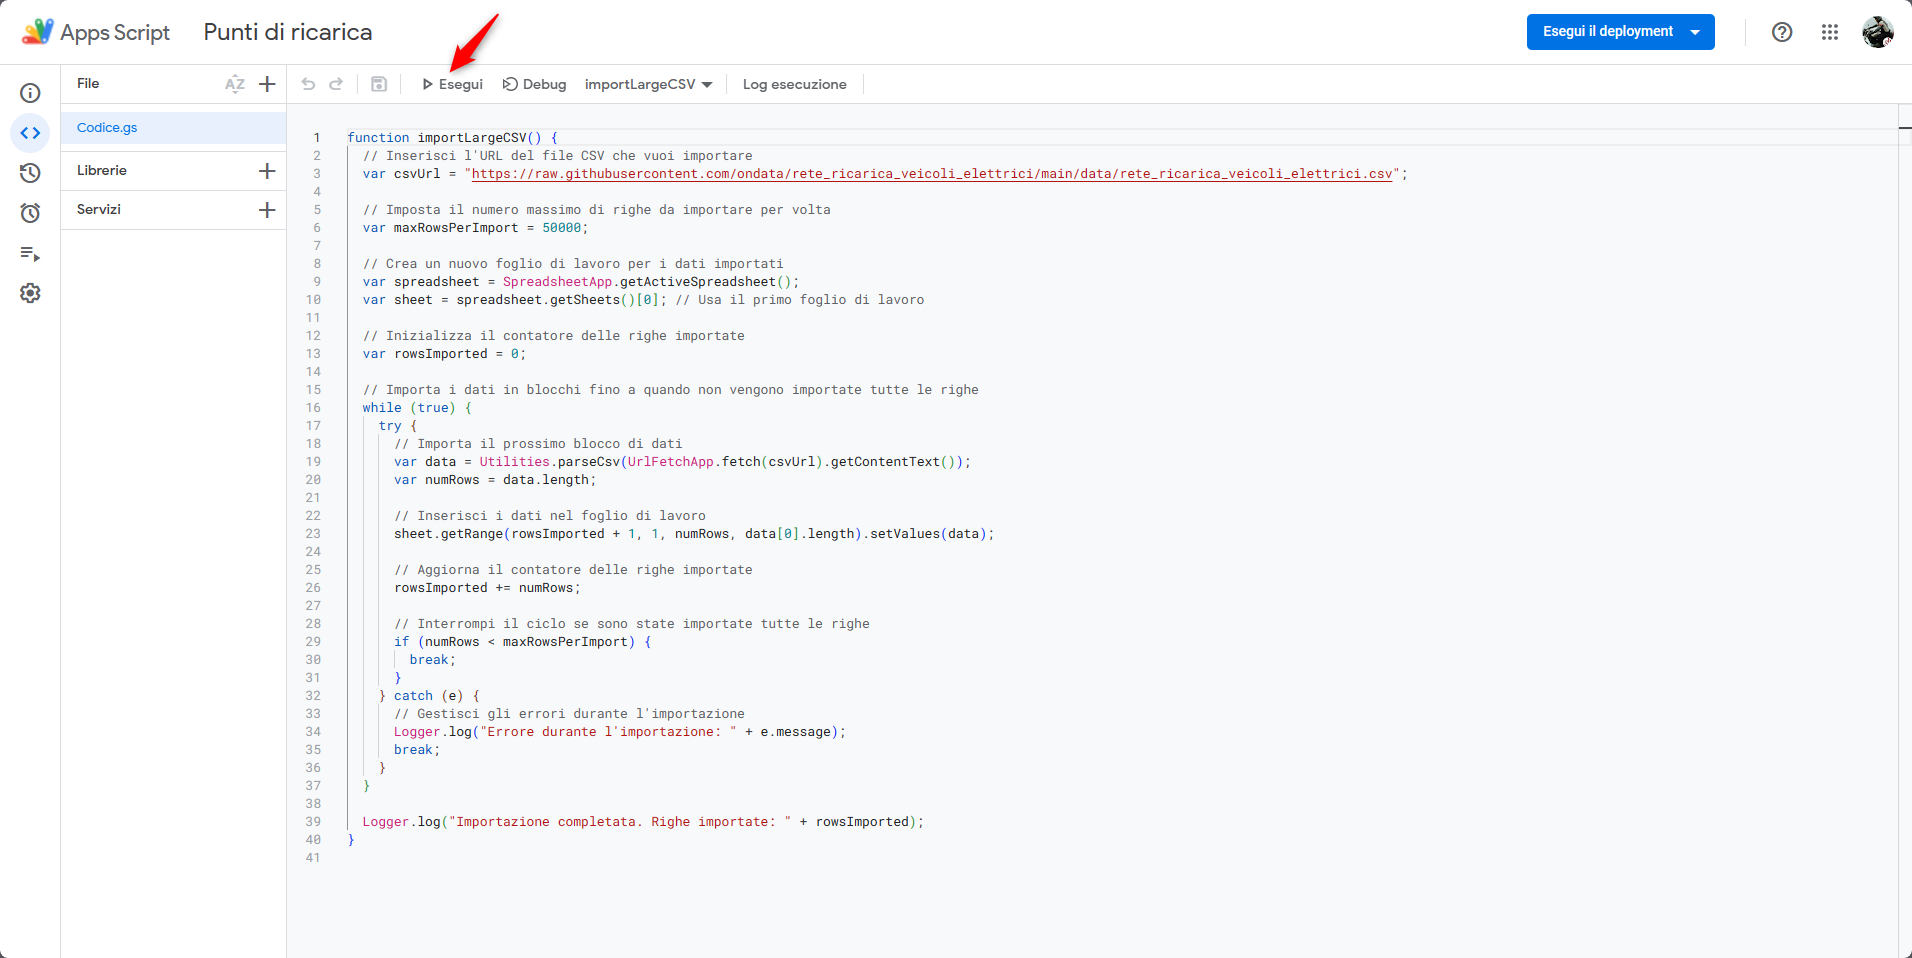 Apps Script
Punti di ricarica
Esegui il deployment
File
AZ
Esegui
Debug
importLargeCSV
Log esecuzione
Codice.gs
Librerie
Servizi
1 function importLargeCSV() {
2 // Inserisci l'URL del file CSV che vuoi importare
3 var csvUrl = "https://raw.githubusercontent.com/ondata/rete_ricarica_veicoli_elettrici/main/data/rete_ricarica_veicoli_elettrici.csv";
4
5 // Imposta il numero massimo di righe da importare per volta
6 var maxRowsPerImport = 50000;
7
8 // Crea un nuovo foglio di lavoro per i dati importati
9 var spreadsheet = SpreadsheetApp.getActiveSpreadsheet();
10 var sheet = spreadsheet.getSheets()[0]; // Usa il primo foglio di lavoro
11
12 // Inizializza il contatore delle righe importate
13 var rowsImported = 0;
14
15 // Importa i dati in blocchi fino a quando non vengono importate tutte le righe
16 while (true) {
17 try {
18 // Importa il prossimo blocco di dati
19 var data = Utilities.parseCsv(UrlFetchApp.fetch(csvUrl).getContentText());
20 var numRows = data.length;
21
22 // Inserisci i dati nel foglio di lavoro
23 sheet.getRange(rowsImported + 1, 1, numRows, data[0].length).setValues(data);
24
25 // Aggiorna il contatore delle righe importate
26 rowsImported += numRows;
27
28 // Interrompi il ciclo se sono state importate tutte le righe
29 if (numRows < maxRowsPerImport) {
30 break;
31 }
32 } catch (e) {
33 // Gestisci gli errori durante l'importazione
34 Logger.log("Errore durante l'importazione: " + e.message);
35 break;
36 }
37 }
38
39 Logger.log("Importazione completata. Righe importate: " + rowsImported);
40 }
41